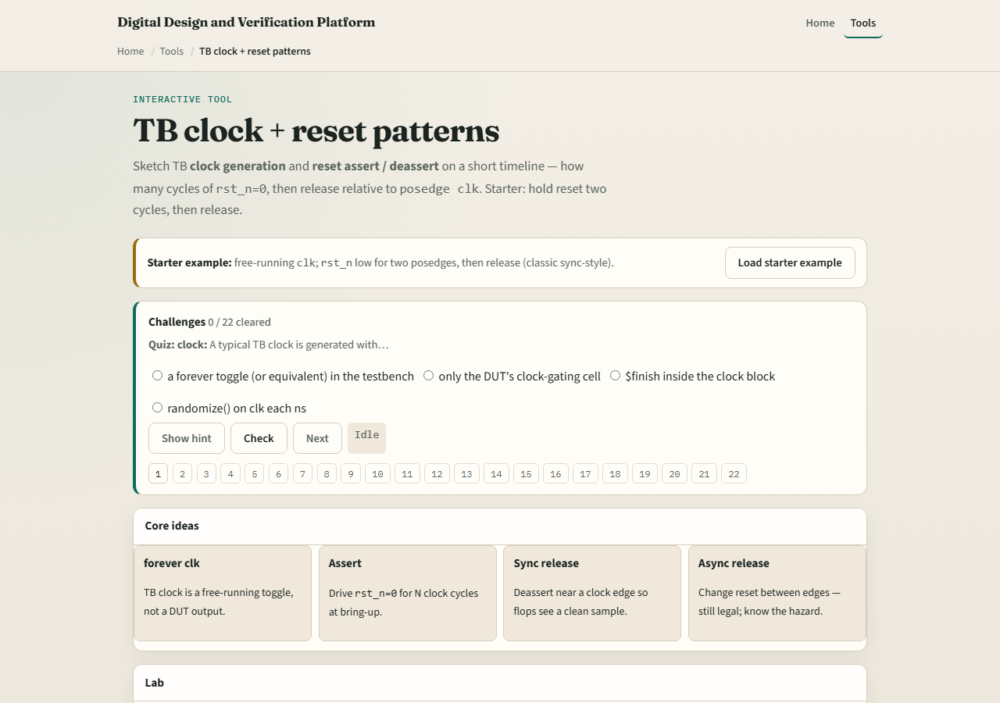 Digital Design and Verification Platform
Home
Tools
Home / Tools / TB clock + reset patterns
INTERACTIVE TOOL
TB clock + reset patterns
Sketch TB clock generation and reset assert / deassert on a short timeline — how
many cycles of rst_n=0, then release relative to posedge clk. Starter: hold reset two
cycles, then release.
Starter example: free-running clk; rst_n low for two posedges, then release (classic sync-style).
Load starter example
Challenges 0 / 22 cleared
Quiz: clock: A typical TB clock is generated with…
a forever toggle (or equivalent) in the testbench
only the DUT's clock-gating cell
$finish inside the clock block
randomize() on clk each ns
Show hint
Check
Next
Idle
1 2 3 4 5 6 7 8 9 10 11 12 13 14 15 16 17 18 19 20 21 22
Core ideas
forever clk
TB clock is a free-running toggle,
not a DUT output.
Assert
Drive rst_n=0 for N clock cycles
at bring-up.
Sync release
Deassert near a clock edge so
flops see a clean sample.
Async release
Change reset between edges —
still legal; know the hazard.
Lab